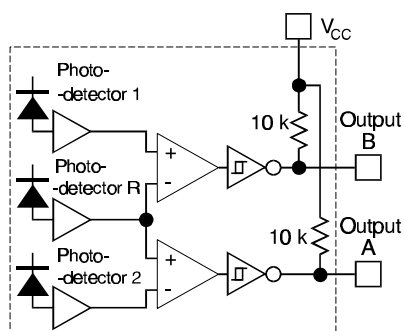 VCC
Photo-
-detector 1
10 k
Output
B
Photo-
-detector R
+
-
10 k
Output
A
Photo-
-detector 2
+
-